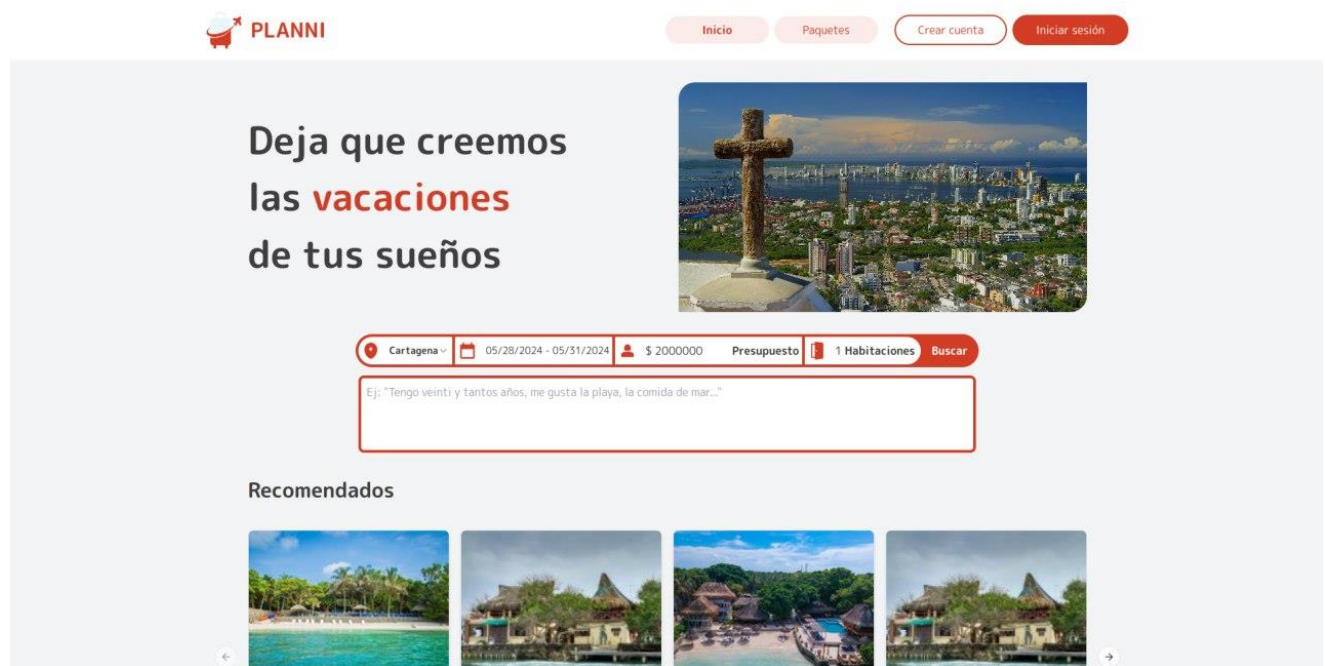 PLANNI
Inicio
Paquetes
Crear cuenta
Iniciar sesión
Deja que creemos
las vacaciones
de tus sueños
Cartagena
05/28/2024 - 05/31/2024
$ 2000000 Presupuesto
1 Habitaciones
Buscar
Ej: "Tengo veinti y tantos años, me gusta la playa, la comida de mar..."
Recomendados